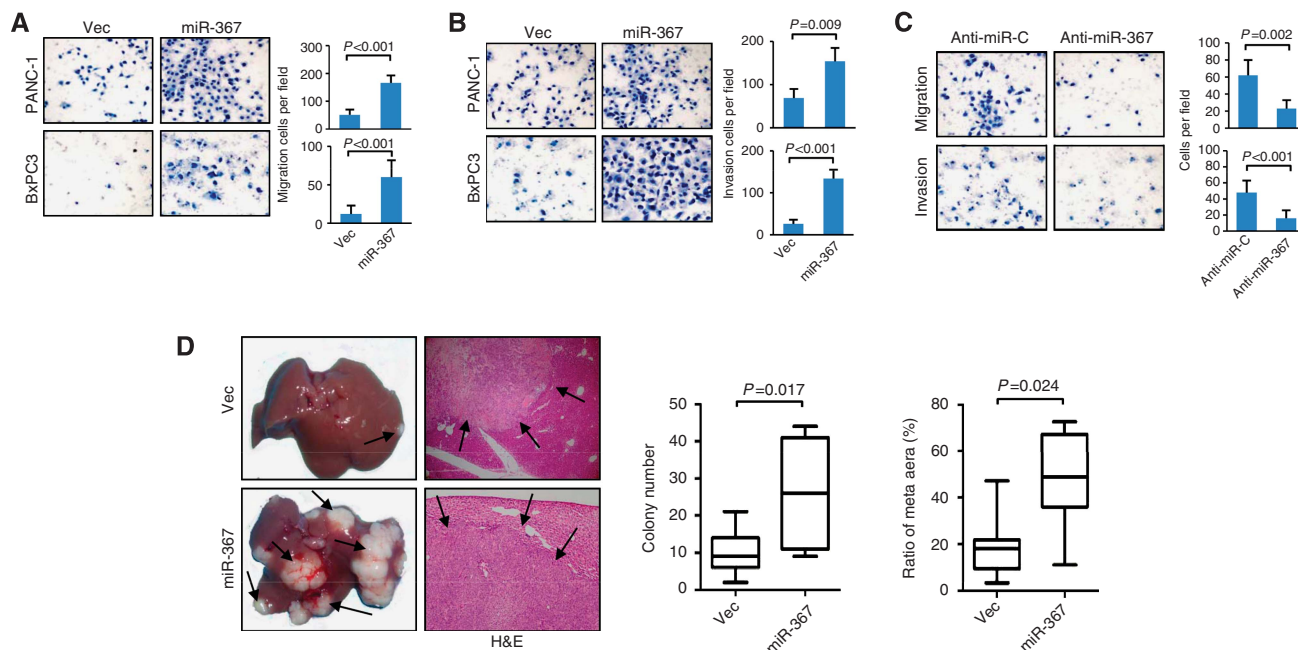 A
Vec
miR-367
PANC-1
BxPC3
Migration cells per field
P<0.001
300
200
100
0
P<0.001
100
50
0
Vec
miR-367
B
Vec
miR-367
PANC-1
BxPC3
Invasion cells per field
P=0.009
200
100
0
P<0.001
200
100
0
Vec
miR-367
C
Anti-miR-C
Anti-miR-367
Migration
Invasion
Cells per field
P=0.002
100
80
60
40
20
0
P<0.001
100
80
60
40
20
0
Anti-miR-C
Anti-miR-367
D
Vec
miR-367
H&E
Colony number
P=0.017
50
40
30
20
10
0
Vec
miR-367
Ratio of meta aera (%)
P=0.024
80
60
40
20
0
Vec
miR-367